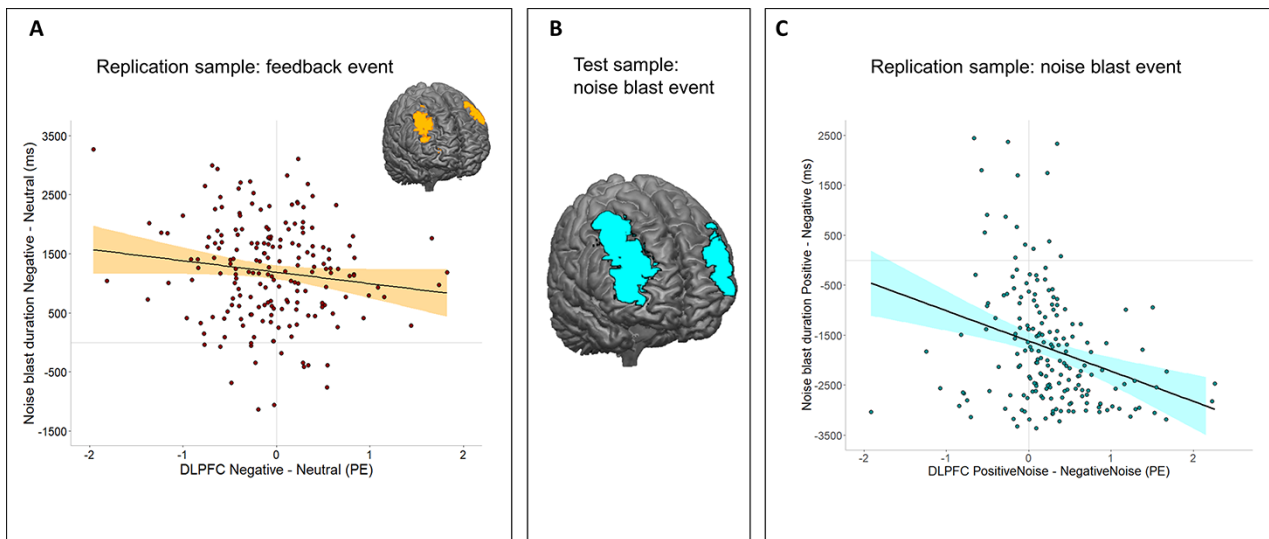 A
Replication sample: feedback event
Noise blast duration Negative - Neutral (ms)
3500
2500
1500
500
-500
-1500
-2
-1
0
1
2
DLPFC Negative - Neutral (PE)
B
Test sample:
noise blast event
C
Replication sample: noise blast event
Noise blast duration Positive - Negative (ms)
2500
1500
500
-500
-1500
-2500
-3500
-2
-1
0
1
2
DLPFC PositiveNoise - NegativeNoise (PE)